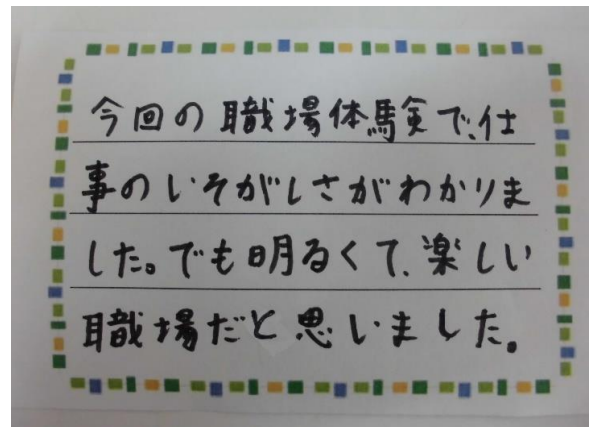 今回の職場体験で、仕
事のいそがしさがわかりま
した。でも明るくて、楽しい
職場だと思いました。